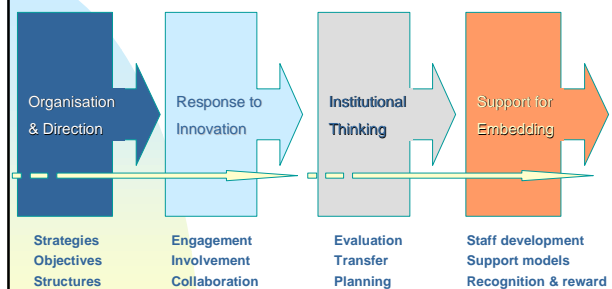 Organisation
& Direction
Response to
Innovation
Institutional
Thinking
Support for
Embedding
Strategies
Objectives
Structures
Engagement
Involvement
Collaboration
Evaluation
Transfer
Planning
Staff development
Support models
Recognition & reward